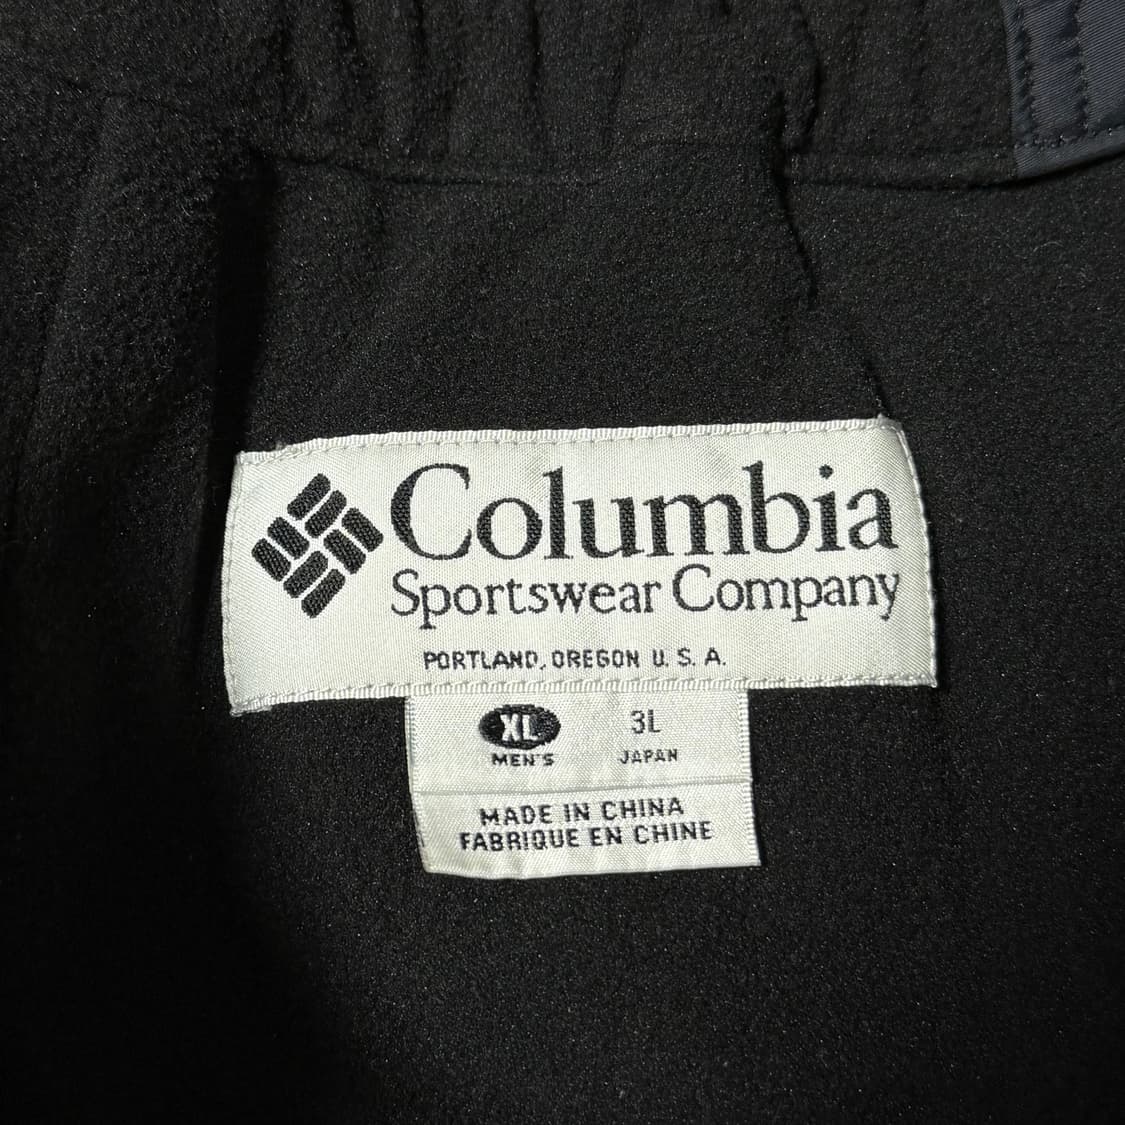 Columbia
Sportswear Company
PORTLAND, OREGON U. S. A.
XL 3L
MEN'S JAPAN
MADE IN CHINA
FABRIQUE EN CHINE